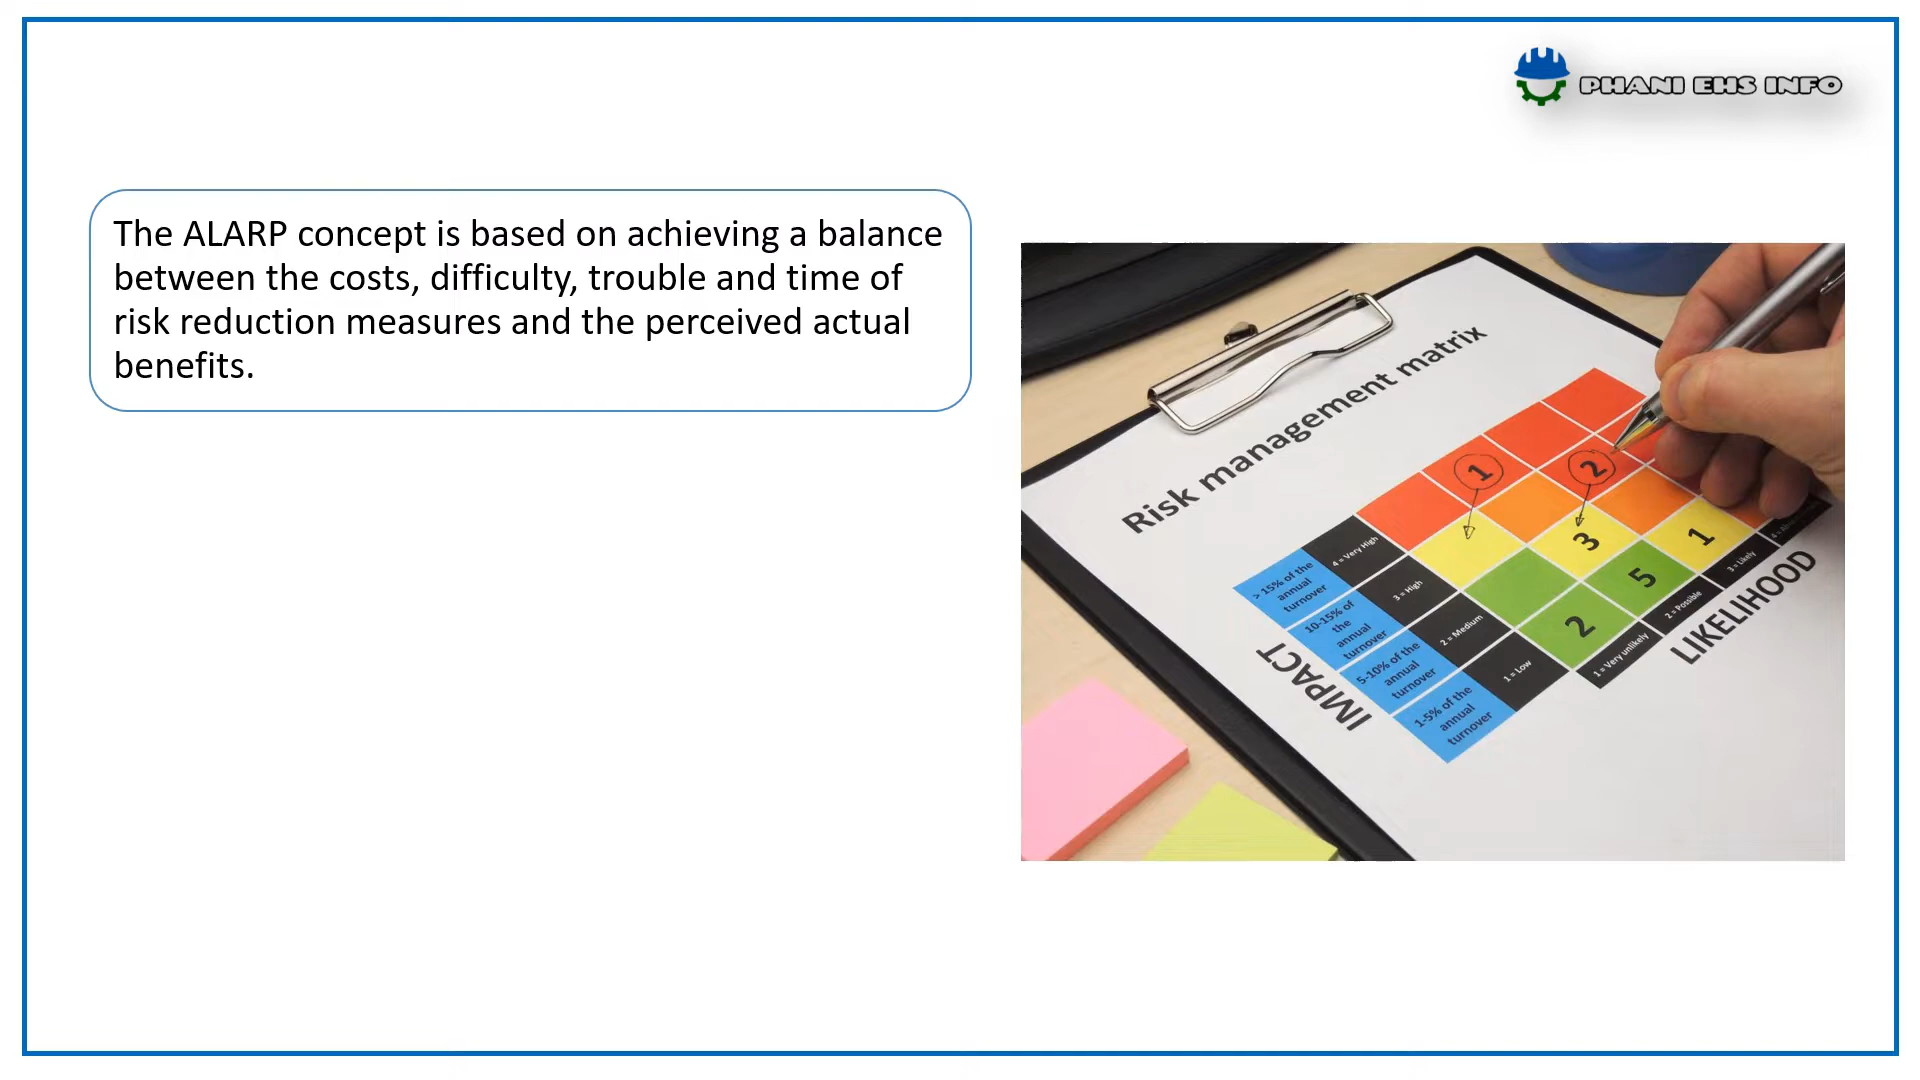 PHANI EHS INFO
The ALARP concept is based on achieving a balance
between the costs, difficulty, trouble and time of
risk reduction measures and the perceived actual
benefits.
Risk management matrix
1
2
3
1
5
2
> 15% of the
annual
turnover
10-15% of
the
annual
turnover
5-10% of the
annual
turnover
1-5% of the
annual
turnover
4 = Very High
3 = High
2 = Medium
1 = Low
1 = Very unlikely
2 = Possible
3 = Likely
IMPACT
LIKELIHOOD